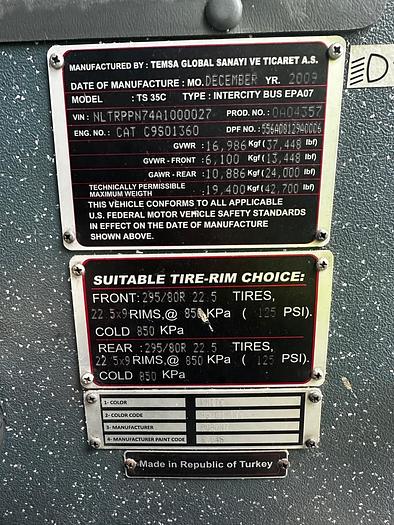 MANUFACTURED BY : TEMSA GLOBAL SANAYI VE TICARET A.S.
DATE OF MANUFACTURE : MO. DECEMBER YR. 2009
MODEL : TS 35C TYPE : INTERCITY BUS EPA07
VIN : NLTRPPN74A1000027 PROD. NO. : 0A04357
ENG. NO. : CAT C9S01360 DPF NO. : 556AD8129A0006
GVWR : 16,986 Kgf (37,448 lbf)
GVWR - FRONT : 6,100 Kgf (13,448 lbf)
GAWR - REAR : 10,886 Kgf (24,000 lbf)
TECHNICALLY PERMISSIBLE
MAXIMUM WEIGTH : 19,400 Kgf (42,700 lbf)
THIS VEHICLE CONFORMS TO ALL APPLICABLE
U.S. FEDERAL MOTOR VEHICLE SAFETY STANDARDS
IN EFFECT ON THE DATE OF MANUFACTURE
SHOWN ABOVE.
SUITABLE TIRE-RIM CHOICE:
FRONT: 295/80R 22.5 TIRES,
22.5x9 RIMS,@ 850 KPa ( 125 PSI).
COLD 850 KPa
REAR : 295/80R 22.5 TIRES,
22.5x9 RIMS,@ 850 KPa ( 125 PSI).
COLD 850 KPa
1- COLOR
2- COLOR CODE
3- MANUFACTURER
4- MANUFACTURER PAINT CODE
Made in Republic of Turkey